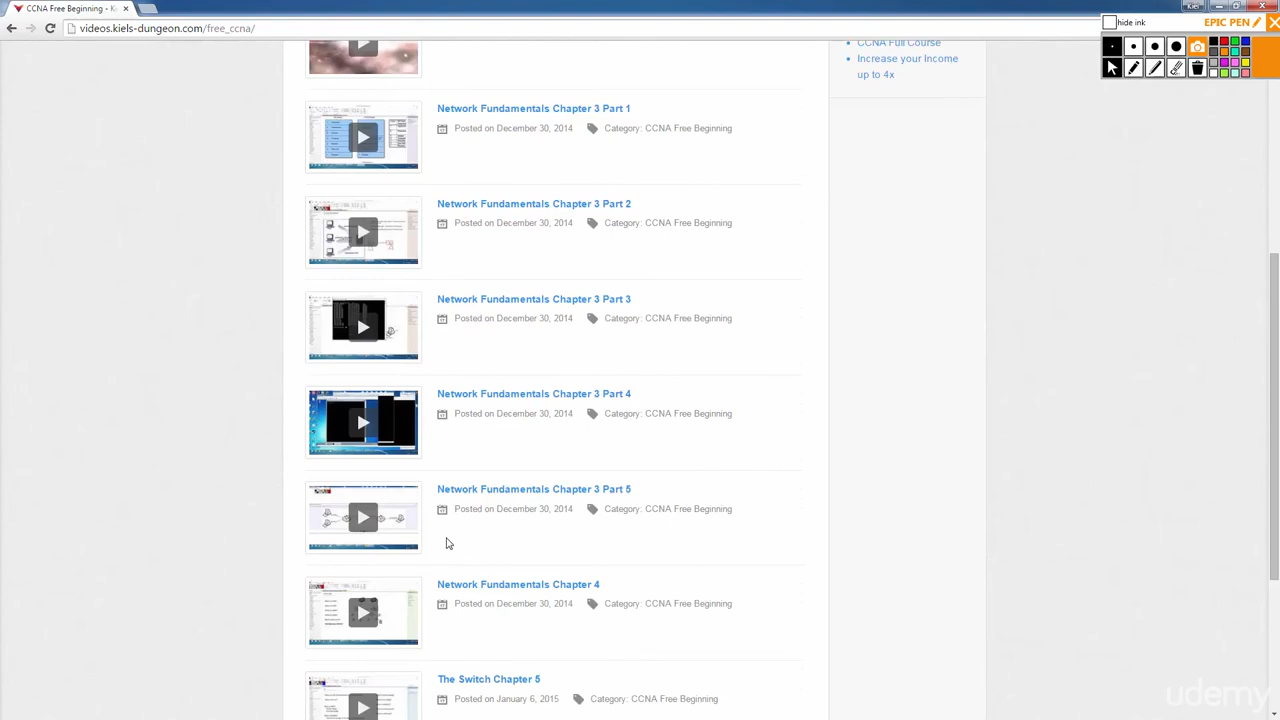 CCNA Free Beginning - Ki
Kiel
videos.kiels-dungeon.com/free_ccna/
hide ink
EPIC PEN
CCNA Full Course
Increase your Income
up to 4x
Network Fundamentals Chapter 3 Part 1
Posted on December 30, 2014 Category: CCNA Free Beginning
Network Fundamentals Chapter 3 Part 2
Posted on December 30, 2014 Category: CCNA Free Beginning
Network Fundamentals Chapter 3 Part 3
Posted on December 30, 2014 Category: CCNA Free Beginning
Network Fundamentals Chapter 3 Part 4
Posted on December 30, 2014 Category: CCNA Free Beginning
Network Fundamentals Chapter 3 Part 5
Posted on December 30, 2014 Category: CCNA Free Beginning
Network Fundamentals Chapter 4
Posted on December 30, 2014 Category: CCNA Free Beginning
The Switch Chapter 5
Posted on January 6, 2015 Category: CCNA Free Beginning
udemy